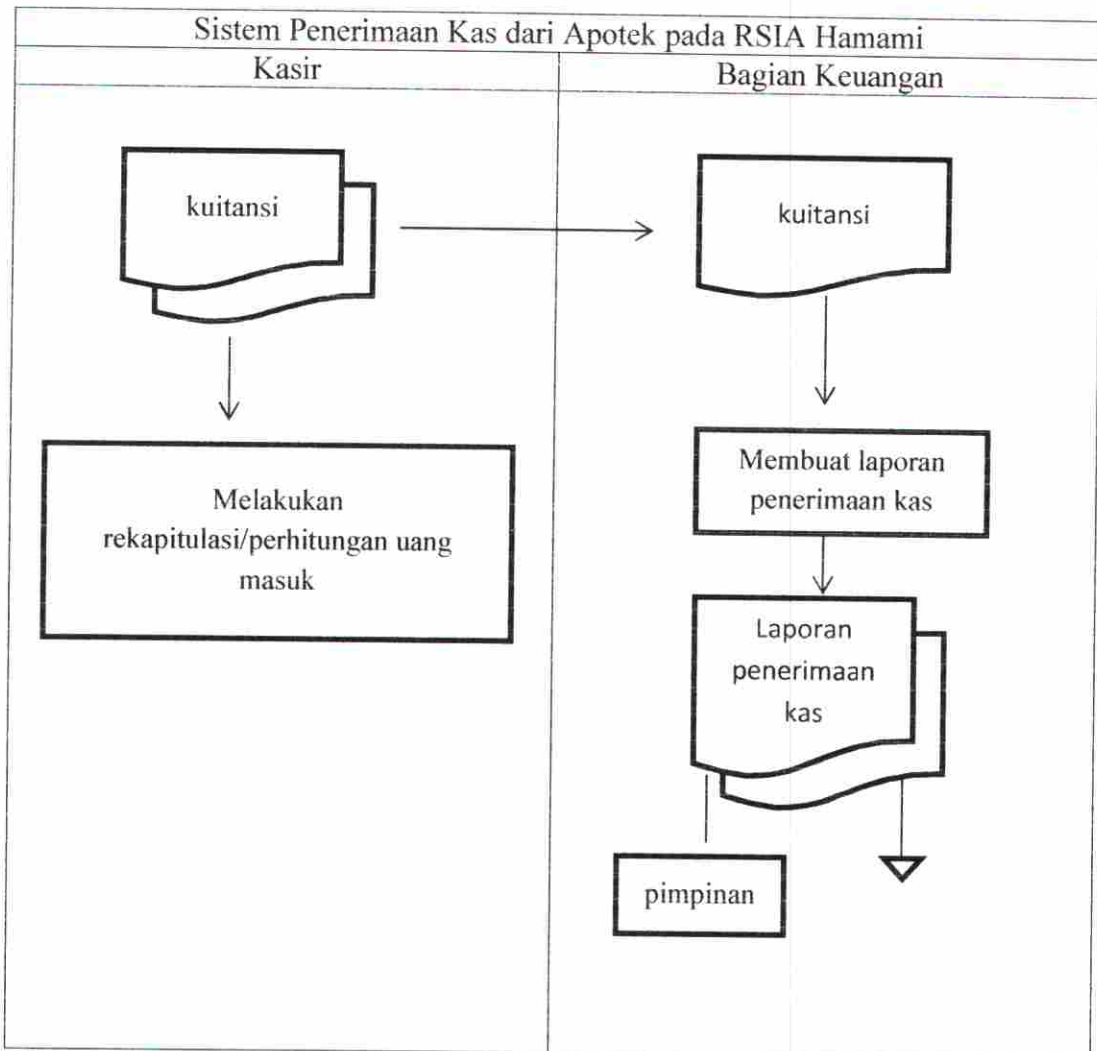 Sistem Penerimaan Kas dari Apotek pada RSIA Hamami
Kasir
Bagian Keuangan
kuitansi
kuitansi
Melakukan
rekapitulasi/perhitungan uang
masuk
Membuat laporan
penerimaan kas
Laporan
penerimaan
kas
pimpinan